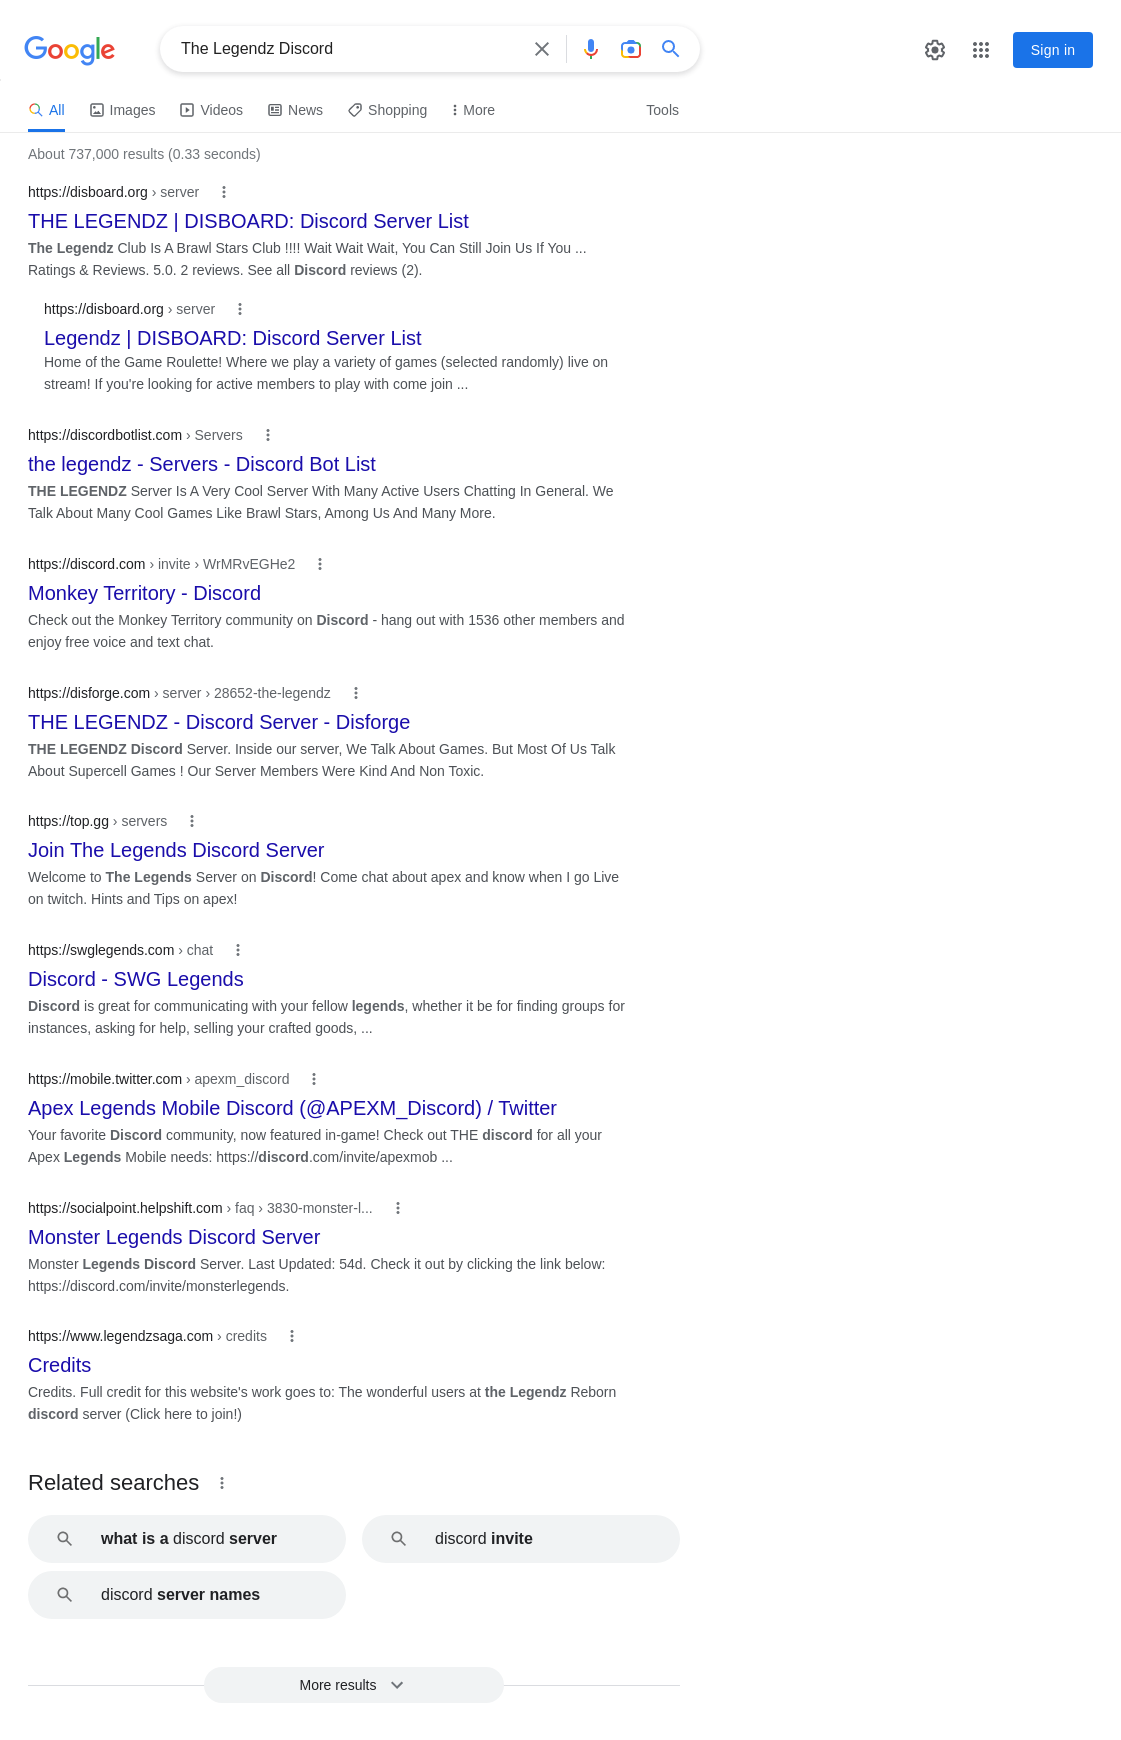 Google
The Legendz Discord
Sign in
All
Images
Videos
News
Shopping
More
Tools
About 737,000 results (0.33 seconds)
https://disboard.org › server
THE LEGENDZ | DISBOARD: Discord Server List
The Legendz Club Is A Brawl Stars Club !!!! Wait Wait Wait, You Can Still Join Us If You ...
Ratings & Reviews. 5.0. 2 reviews. See all Discord reviews (2).
https://disboard.org › server
Legendz | DISBOARD: Discord Server List
Home of the Game Roulette! Where we play a variety of games (selected randomly) live on
stream! If you're looking for active members to play with come join ...
https://discordbotlist.com › Servers
the legendz - Servers - Discord Bot List
THE LEGENDZ Server Is A Very Cool Server With Many Active Users Chatting In General. We
Talk About Many Cool Games Like Brawl Stars, Among Us And Many More.
https://discord.com › invite › WrMRvEGHe2
Monkey Territory - Discord
Check out the Monkey Territory community on Discord - hang out with 1536 other members and
enjoy free voice and text chat.
https://disforge.com › server › 28652-the-legendz
THE LEGENDZ - Discord Server - Disforge
THE LEGENDZ Discord Server. Inside our server, We Talk About Games. But Most Of Us Talk
About Supercell Games ! Our Server Members Were Kind And Non Toxic.
https://top.gg › servers
Join The Legends Discord Server
Welcome to The Legends Server on Discord! Come chat about apex and know when I go Live
on twitch. Hints and Tips on apex!
https://swglegends.com › chat
Discord - SWG Legends
Discord is great for communicating with your fellow legends, whether it be for finding groups for
instances, asking for help, selling your crafted goods, ...
https://mobile.twitter.com › apexm_discord
Apex Legends Mobile Discord (@APEXM_Discord) / Twitter
Your favorite Discord community, now featured in-game! Check out THE discord for all your
Apex Legends Mobile needs: https://discord.com/invite/apexmob ...
https://socialpoint.helpshift.com › faq › 3830-monster-l...
Monster Legends Discord Server
Monster Legends Discord Server. Last Updated: 54d. Check it out by clicking the link below:
https://discord.com/invite/monsterlegends.
https://www.legendzsaga.com › credits
Credits
Credits. Full credit for this website's work goes to: The wonderful users at the Legendz Reborn
discord server (Click here to join!)
Related searches
what is a discord server
discord invite
discord server names
More results